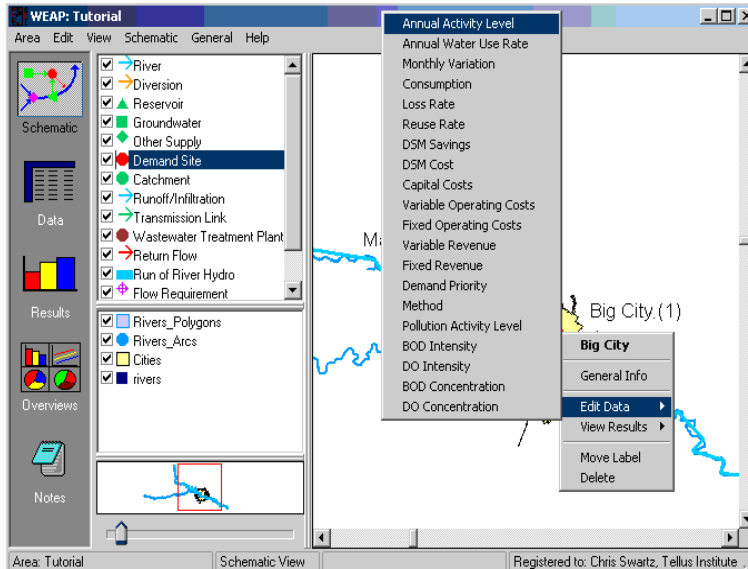 WEAP: Tutorial
Area Edit View Schematic General Help
Schematic
Data
Results
Overviews
Notes
River
Diversion
Reservoir
Groundwater
Other Supply
Demand Site
Catchment
Runoff/Infiltration
Transmission Link
Wastewater Treatment Plant
Return Flow
Run of River Hydro
Flow Requirement
Rivers_Polygons
Rivers_Arcs
Cities
rivers
Annual Activity Level
Annual Water Use Rate
Monthly Variation
Consumption
Loss Rate
Reuse Rate
DSM Savings
DSM Cost
Capital Costs
Variable Operating Costs
Fixed Operating Costs
Variable Revenue
Fixed Revenue
Demand Priority
Method
Pollution Activity Level
BOD Intensity
DO Intensity
BOD Concentration
DO Concentration
Big City (1)
Big City
General Info
Edit Data
View Results
Move Label
Delete
Area: Tutorial
Schematic View
Registered to: Chris Swartz, Tellus Institute